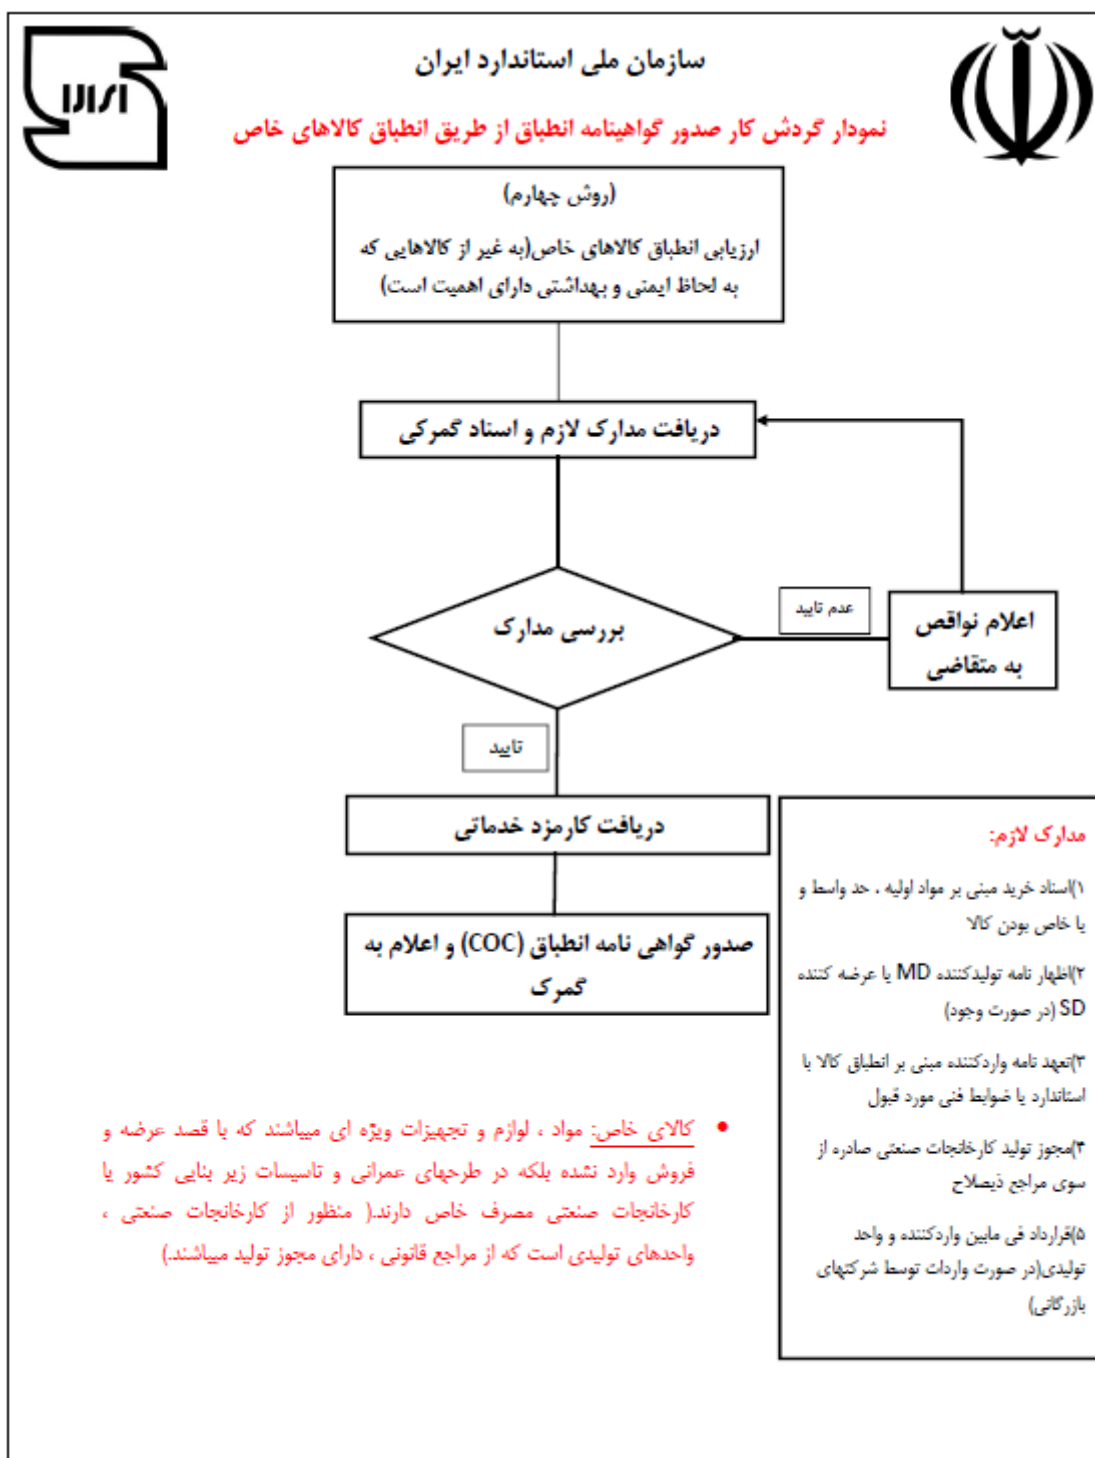 سازمان ملی استاندارد ایران
نمودار گردش کار صدور گواهینامه انطباق از طریق انطباق کالاهای خاص
(روش چهارم)
ارزیابی انطباق کالاهای خاص(به غیر از کالاهایی که
به لحاظ ایمنی و بهداشتی دارای اهمیت است)
دریافت مدارک لازم و اسناد گمرکی
بررسی مدارک
عدم تایید
اعلام نواقص
به متقاضی
تایید
دریافت کارمزد خدماتی
صدور گواهی نامه انطباق (COC) و اعلام به
گمرک
مدارک لازم:
۱)اسناد خرید مبنی بر مواد اولیه ، حد واسط و
یا خاص بودن کالا
۲)اظهار نامه تولیدکننده MD یا عرضه کننده
SD (در صورت وجود)
۳)تعهد نامه واردکننده مبنی بر انطباق کالا با
استاندارد یا ضوابط فنی مورد قبول
۴)مجوز تولید کارخانجات صنعتی صادره از
سوی مراجع ذیصلاح
۵)قرارداد فی مابین واردکننده و واحد
تولیدی(در صورت واردات توسط شرکتهای
بازرگانی)
• کالای خاص: مواد ، لوازم و تجهیزات ویژه ای میباشند که با قصد عرضه و
فروش وارد نشده بلکه در طرحهای عمرانی و تاسیسات زیر بنایی کشور یا
کارخانجات صنعتی مصرف خاص دارند.( منظور از کارخانجات صنعتی ،
واحدهای تولیدی است که از مراجع قانونی ، دارای مجوز تولید میباشند.)